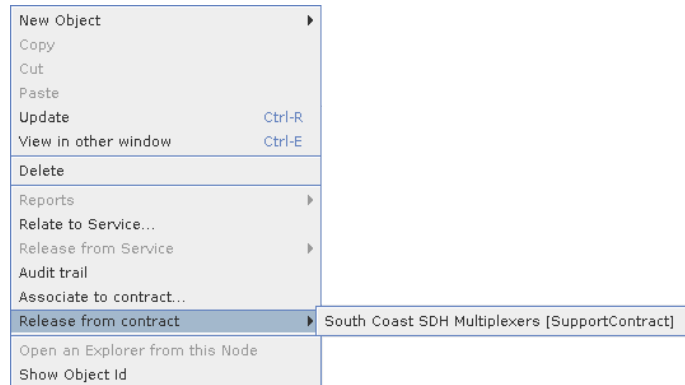 New Object
Copy
Cut
Paste
Update Ctrl-R
View in other window Ctrl-E
Delete
Reports
Relate to Service...
Release from Service
Audit trail
Associate to contract...
Release from contract South Coast SDH Multiplexers [SupportContract]
Open an Explorer from this Node
Show Object Id